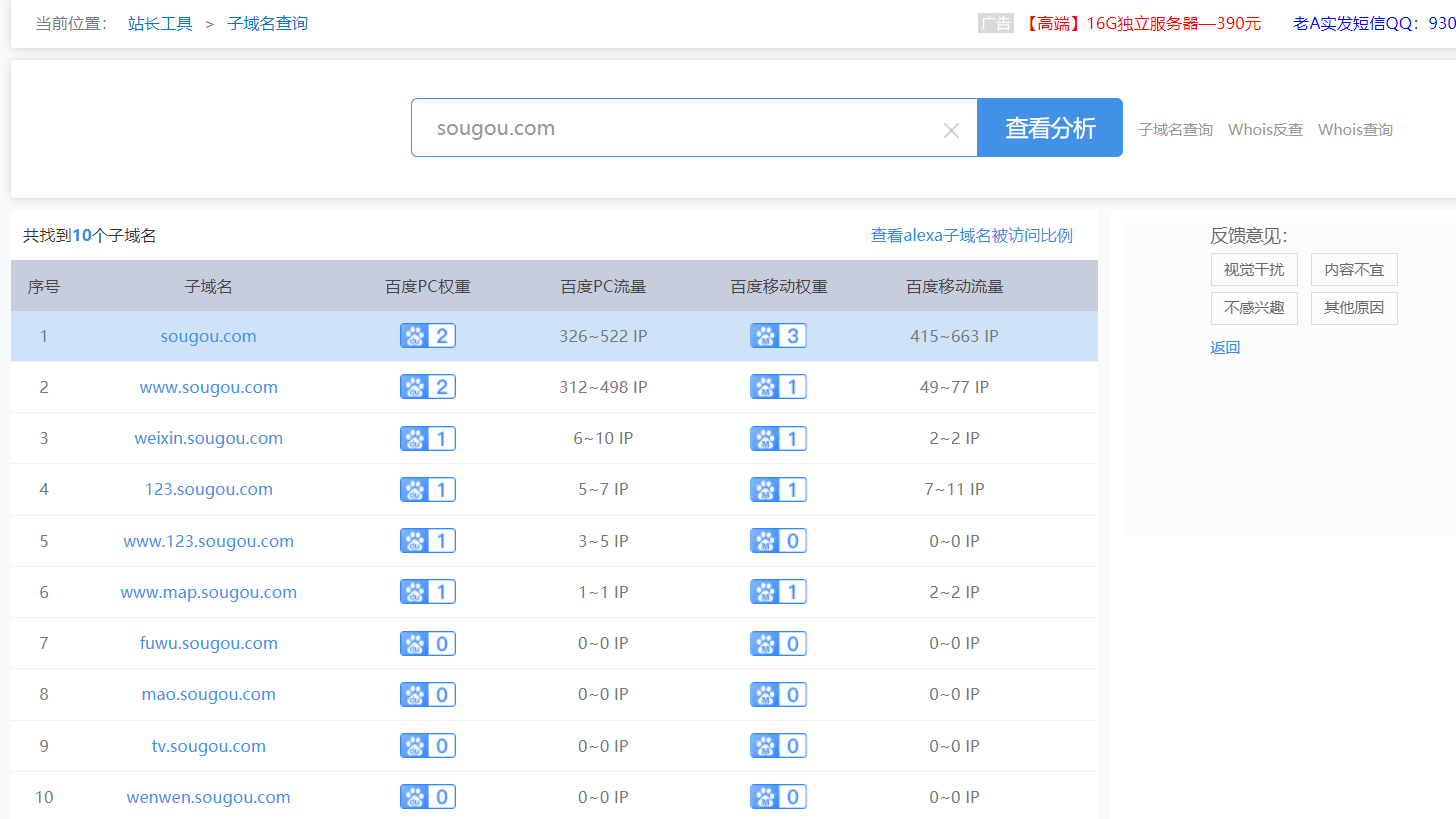 当前位置： 站长工具 > 子域名查询 广告 【高端】16G独立服务器—390元 老A实发短信QQ：930
sougou.com 查看分析 子域名查询 Whois反查 Whois查询
共找到10个子域名 查看alexa子域名被访问比例
反馈意见：
视觉干扰 内容不宜
不感兴趣 其他原因
返回
序号 子域名 百度PC权重 百度PC流量 百度移动权重 百度移动流量
1 sougou.com du 2 326~522 IP M 3 415~663 IP
2 www.sougou.com du 2 312~498 IP M 1 49~77 IP
3 weixin.sougou.com du 1 6~10 IP M 1 2~2 IP
4 123.sougou.com du 1 5~7 IP M 1 7~11 IP
5 www.123.sougou.com du 1 3~5 IP M 0 0~0 IP
6 www.map.sougou.com du 1 1~1 IP M 1 2~2 IP
7 fuwu.sougou.com du 0 0~0 IP M 0 0~0 IP
8 mao.sougou.com du 0 0~0 IP M 0 0~0 IP
9 tv.sougou.com du 0 0~0 IP M 0 0~0 IP
10 wenwen.sougou.com du 0 0~0 IP M 0 0~0 IP